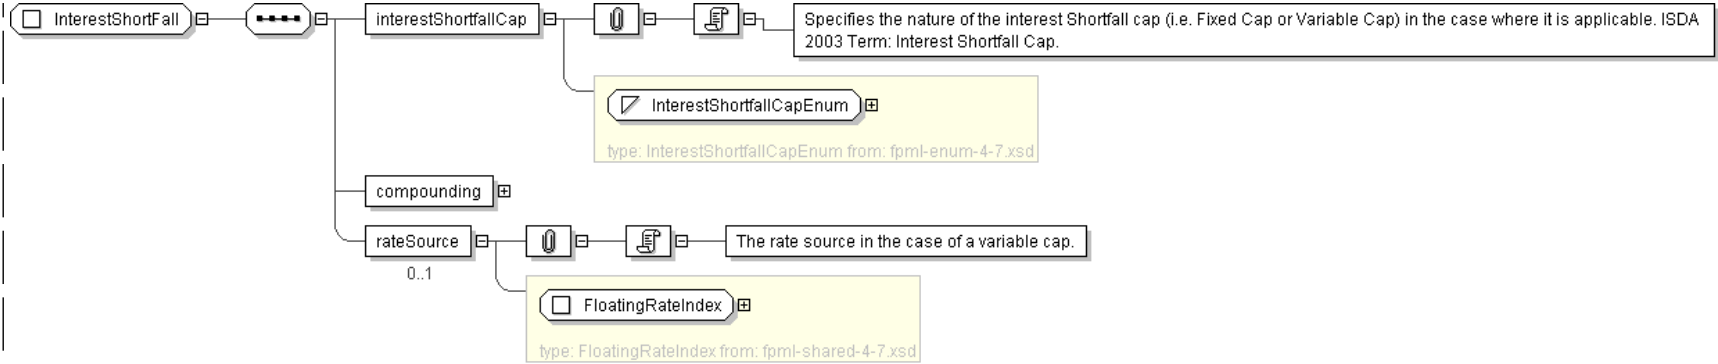 InterestShortFall
interestShortfallCap
Specifies the nature of the interest Shortfall cap (i.e. Fixed Cap or Variable Cap) in the case where it is applicable. ISDA
2003 Term: Interest Shortfall Cap.
InterestShortfallCapEnum
type: InterestShortfallCapEnum from: fpml-enum-4-7.xsd
compounding
rateSource
The rate source in the case of a variable cap.
0..1
FloatingRateIndex
type: FloatingRateIndex from: fpml-shared-4-7.xsd